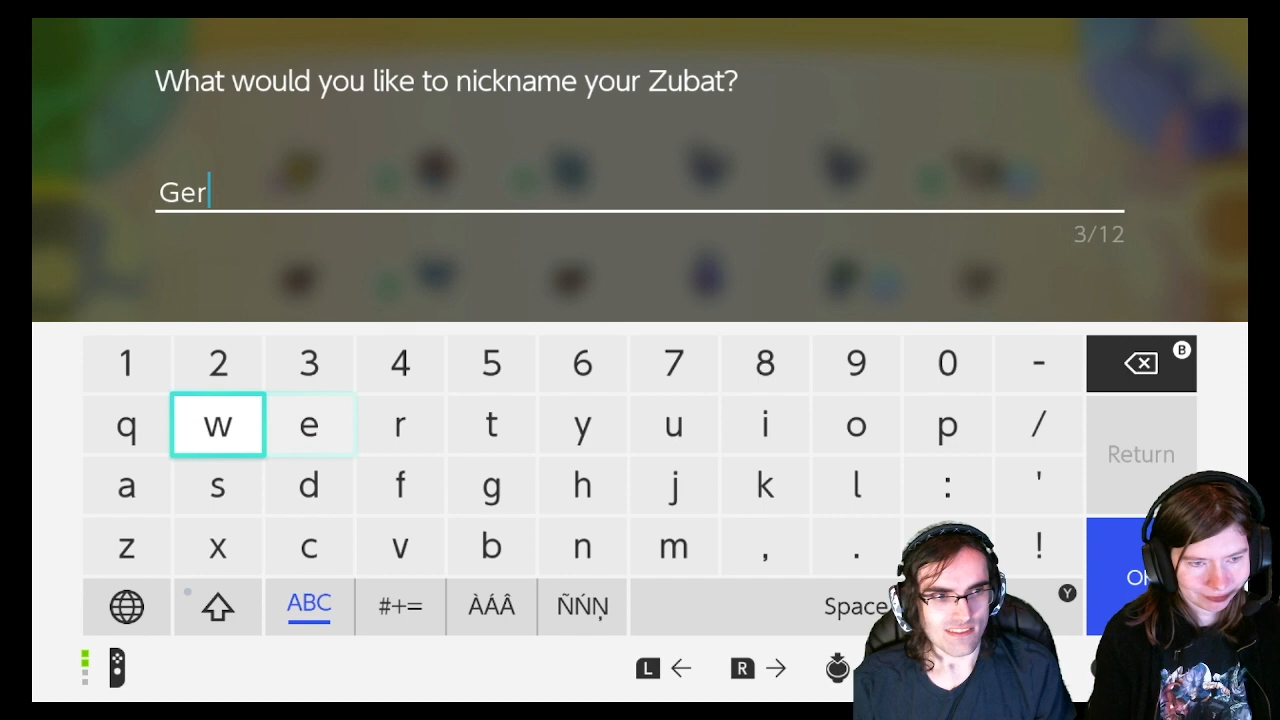 What would you like to nickname your Zubat?
Ger
3/12
1 2 3 4 5 6 7 8 9 0 - B
q w e r t y u i o p /
Return
a s d f g h j k l : '
z x c v b n m , . !
OK
ABC #+= ÀÁÂ ÑŃŅ Space Y
L ← R →